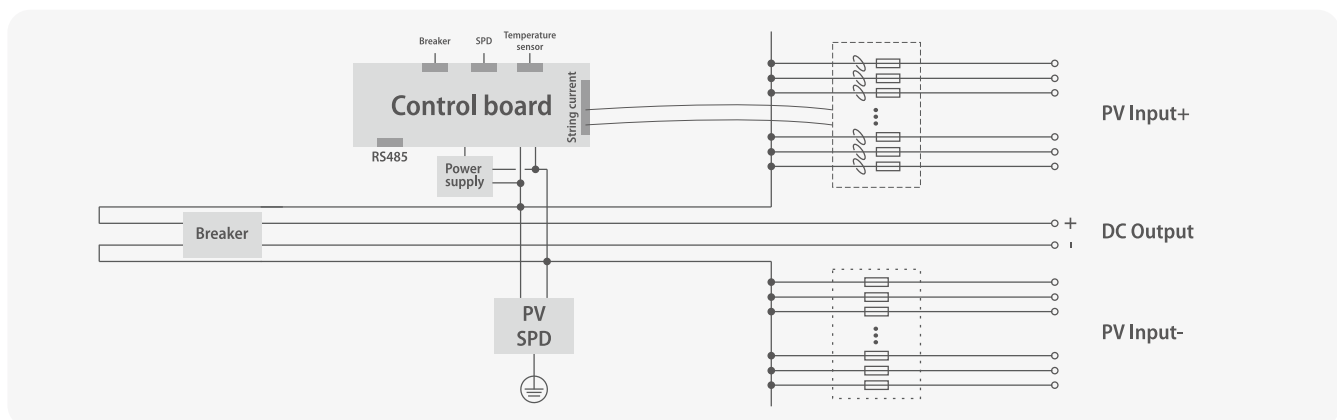 Breaker
SPD
Temperature
sensor
Control board
String current
RS485
Power
supply
PV Input+
Breaker
+
-
DC Output
PV
SPD
PV Input-